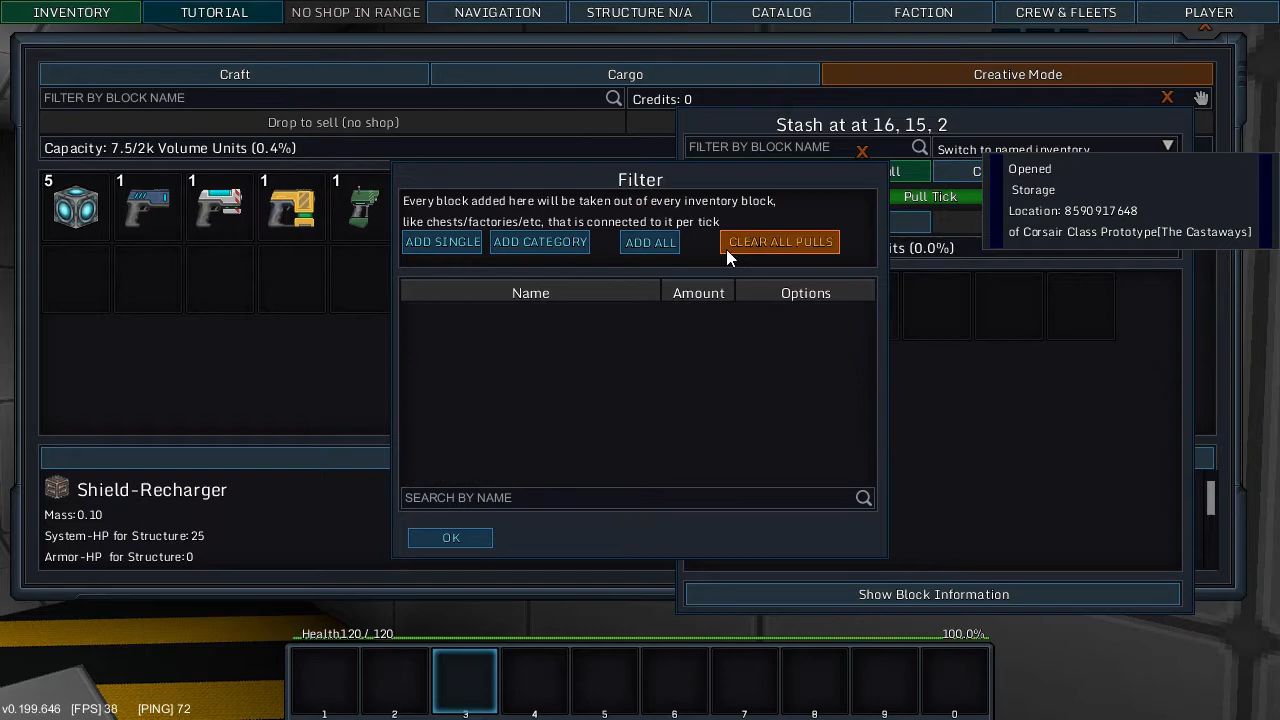 INVENTORY
TUTORIAL
NO SHOP IN RANGE
NAVIGATION
STRUCTURE N/A
CATALOG
FACTION
CREW & FLEETS
PLAYER
Craft
Cargo
Creative Mode
FILTER BY BLOCK NAME
Credits: 0
X
Drop to sell (no shop)
Stash at at 16, 15, 2
Capacity: 7.5/2k Volume Units (0.4%)
FILTER BY BLOCK NAME
X
Switch to named inventory
Opened
Storage
Location: 8590917648
of Corsair Class Prototype[The Castaways]
ll
C
Pull Tick
its (0.0%)
5
1
1
1
1
Filter
Every block added here will be taken out of every inventory block,
like chests/factories/etc, that is connected to it per tick
ADD SINGLE
ADD CATEGORY
ADD ALL
CLEAR ALL PULLS
Name
Amount
Options
SEARCH BY NAME
OK
Shield-Recharger
Mass:0.10
System-HP for Structure:25
Armor-HP for Structure:0
Show Block Information
Health120 / 120
100.0%
1
2
3
4
5
6
7
8
9
0
v0.199.646 [FPS] 38 [PING] 72